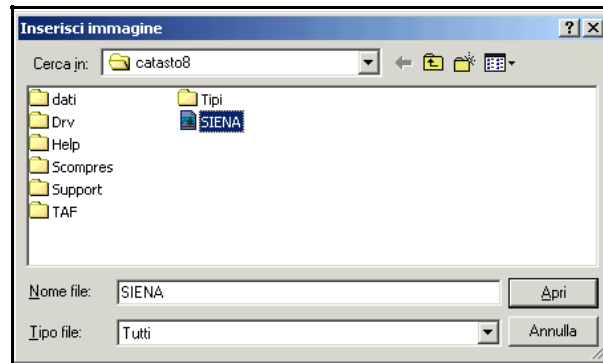 Inserisci immagine
Cerca in: catasto8
dati Tipi
Drv SIENA
Help
Scompres
Support
TAF
Nome file: SIENA Apri
Tipo file: Tutti Annulla